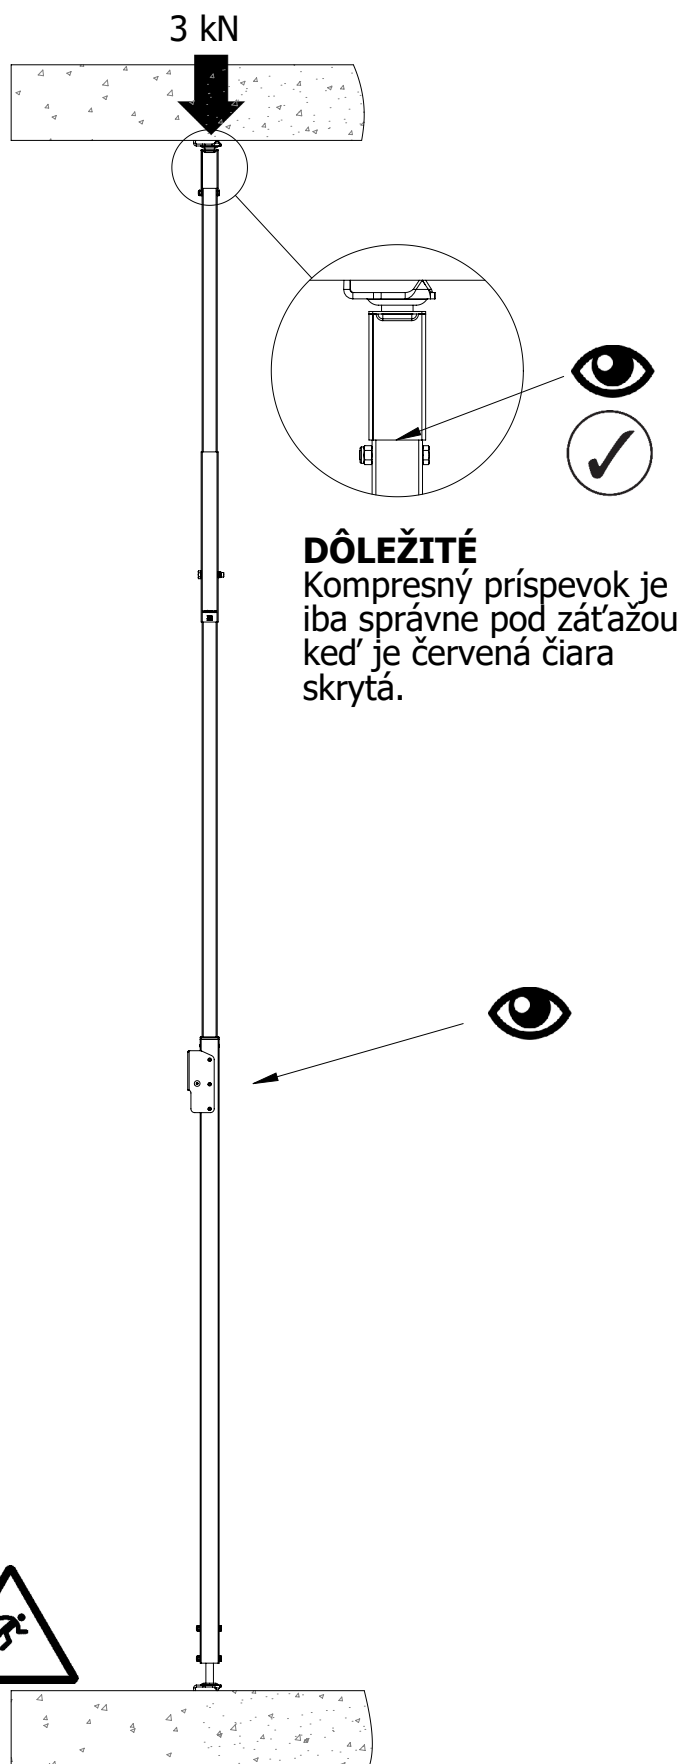 3 kN
DÔLEŽITÉ
Kompresný príspevok je
iba správne pod záťažou
keď je červená čiara
skrytá.